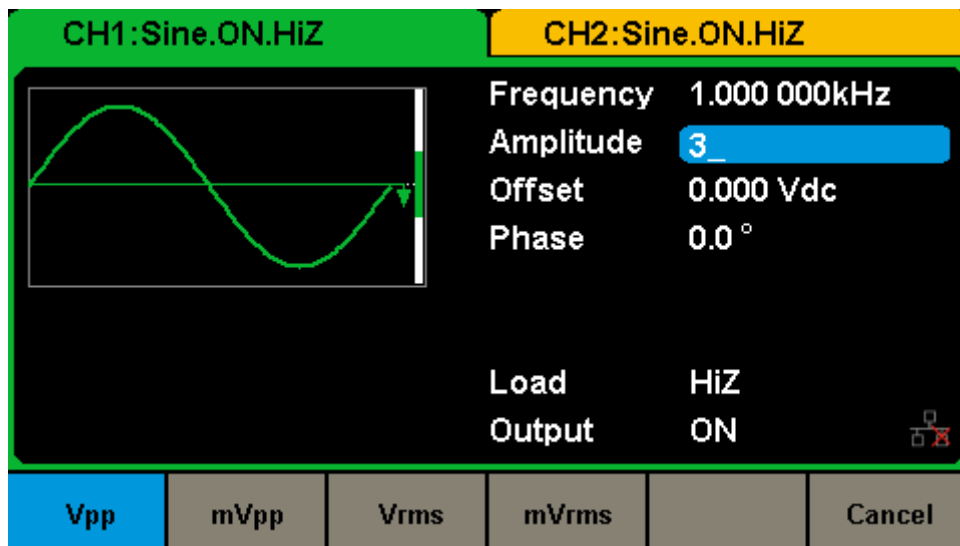 CH1:Sine.ON.HiZ CH2:Sine.ON.HiZ
Frequency 1.000 000kHz
Amplitude 3_
Offset 0.000 Vdc
Phase 0.0 °
Load HiZ
Output ON
Vpp mVpp Vrms mVrms Cancel